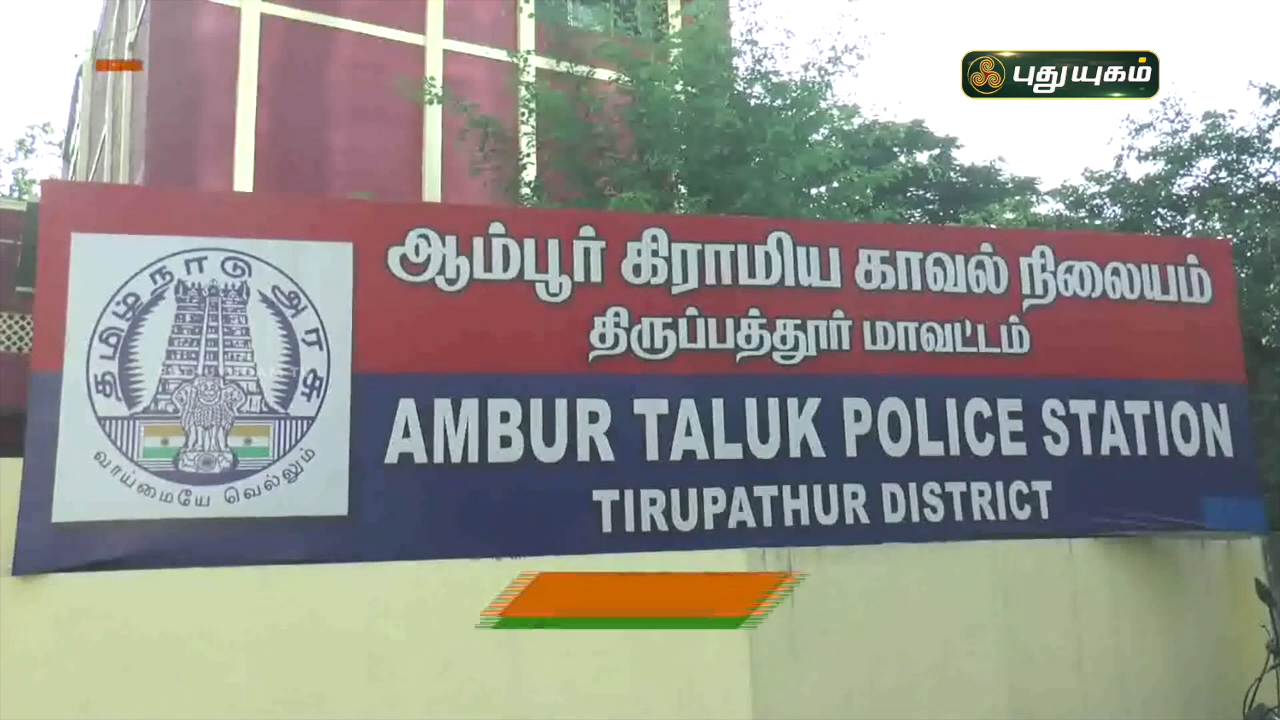 புதுயுகம்
ஆம்பூர் கிராமிய காவல் நிலையம்
திருப்பத்தூர் மாவட்டம்
தமிழ்நாடு அரசு
வாய்மையே வெல்லும்
AMBUR TALUK POLICE STATION
TIRUPATHUR DISTRICT